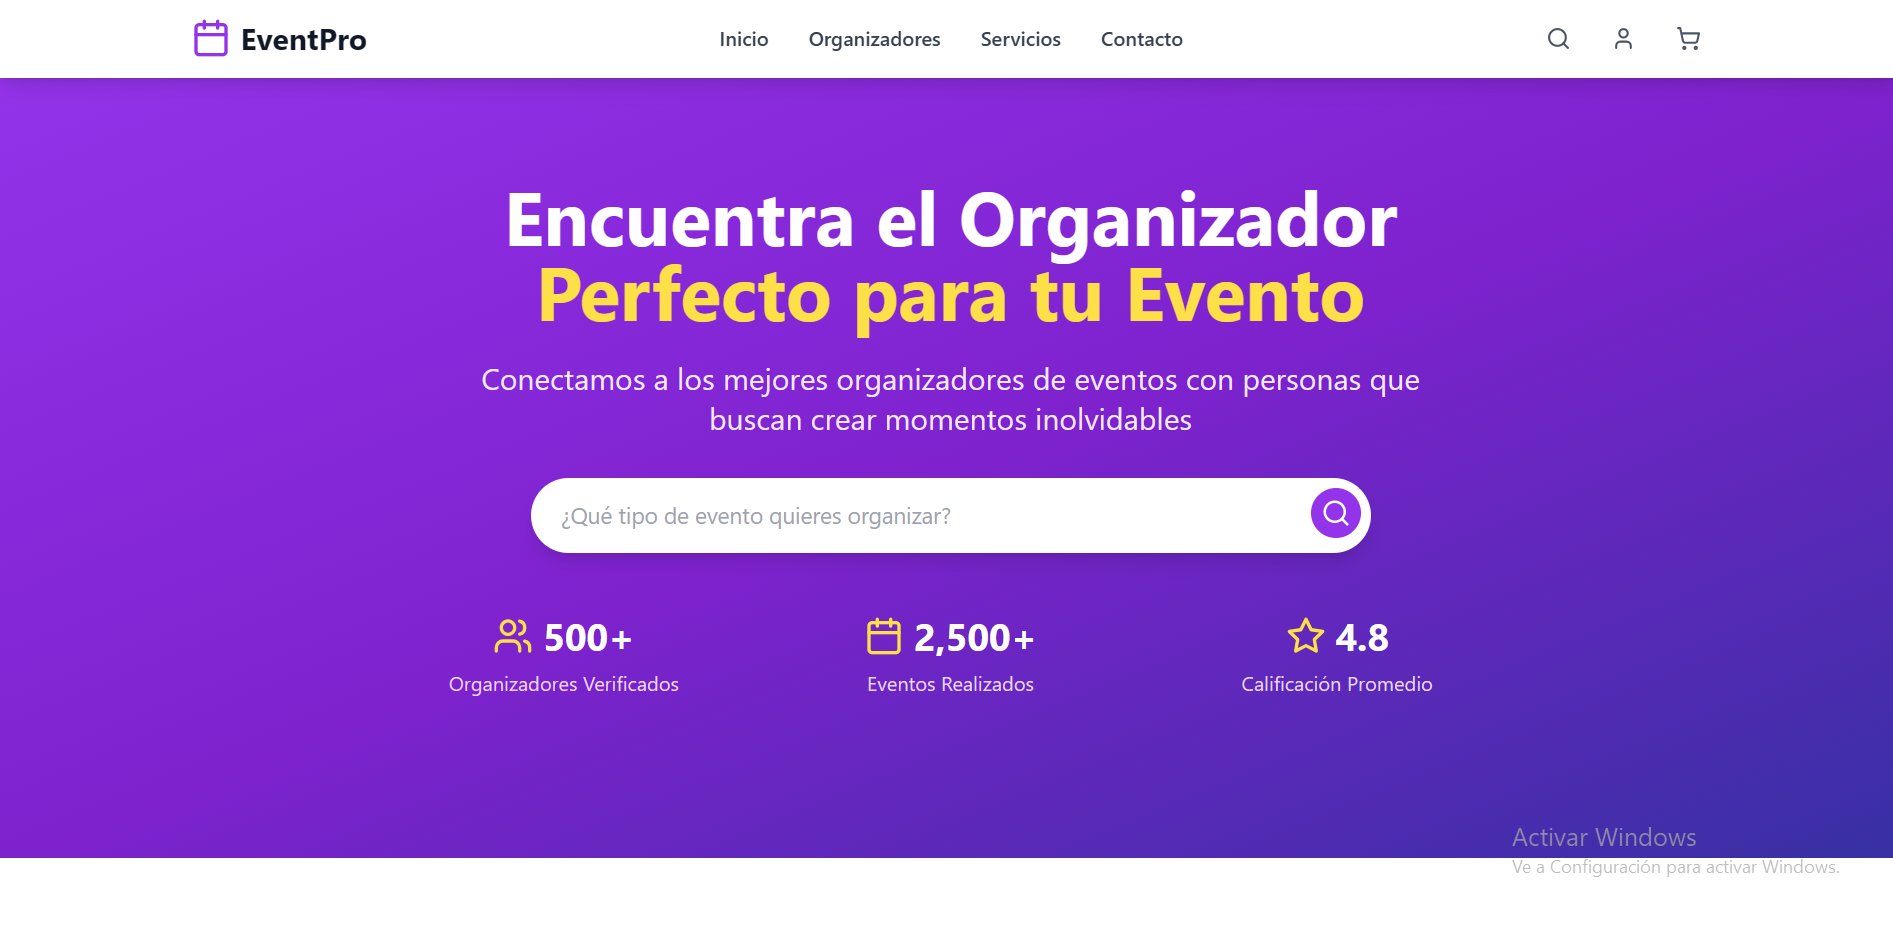 EventPro
Inicio
Organizadores
Servicios
Contacto
Encuentra el Organizador
Perfecto para tu Evento
Conectamos a los mejores organizadores de eventos con personas que
buscan crear momentos inolvidables
¿Qué tipo de evento quieres organizar?
500+
Organizadores Verificados
2,500+
Eventos Realizados
4.8
Calificación Promedio
Activar Windows
Ve a Configuración para activar Windows.